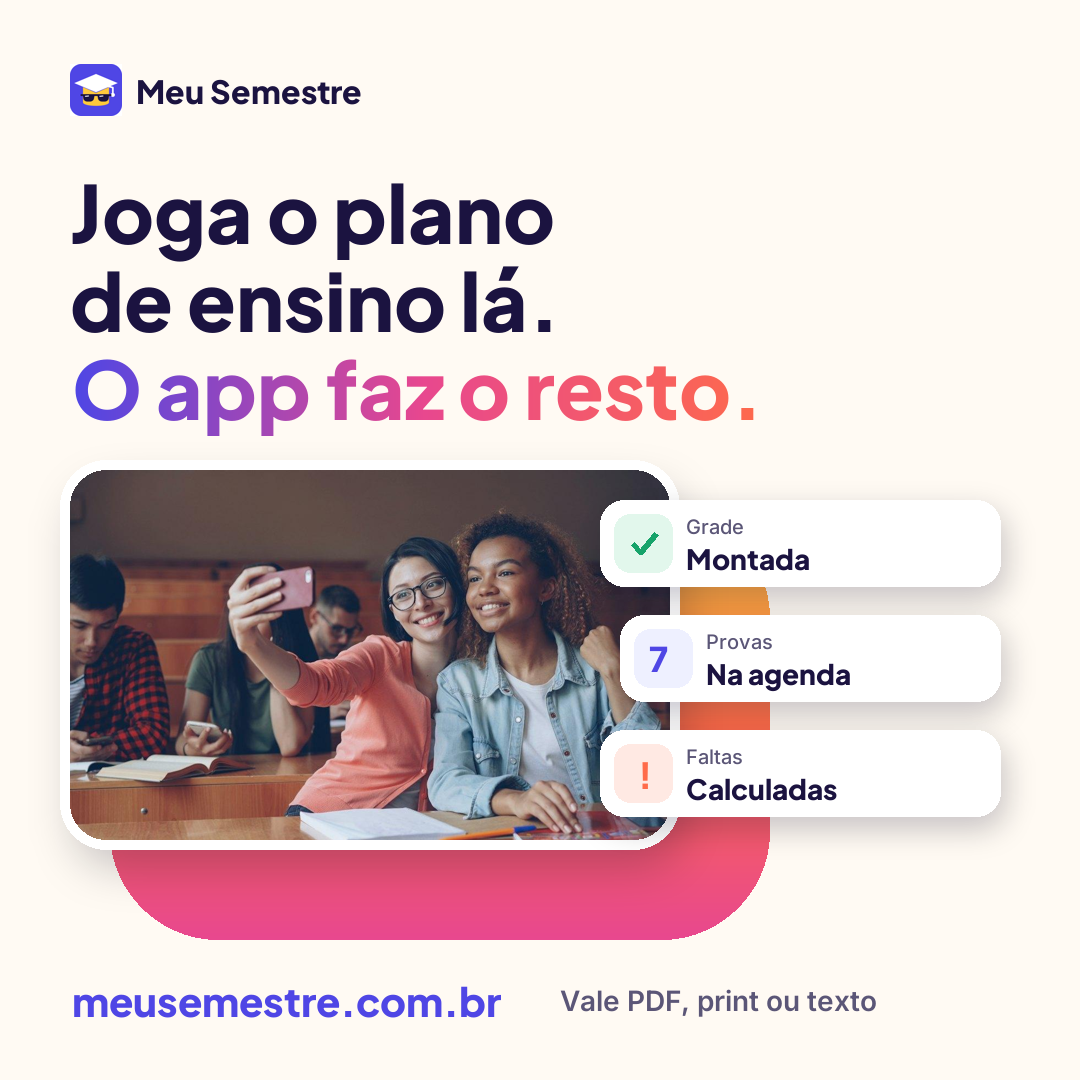 Meu Semestre
Joga o plano
de ensino lá.
O app faz o resto.
Grade
Montada
7
Provas
Na agenda
!
Faltas
Calculadas
meusemestre.com.br
Vale PDF, print ou texto